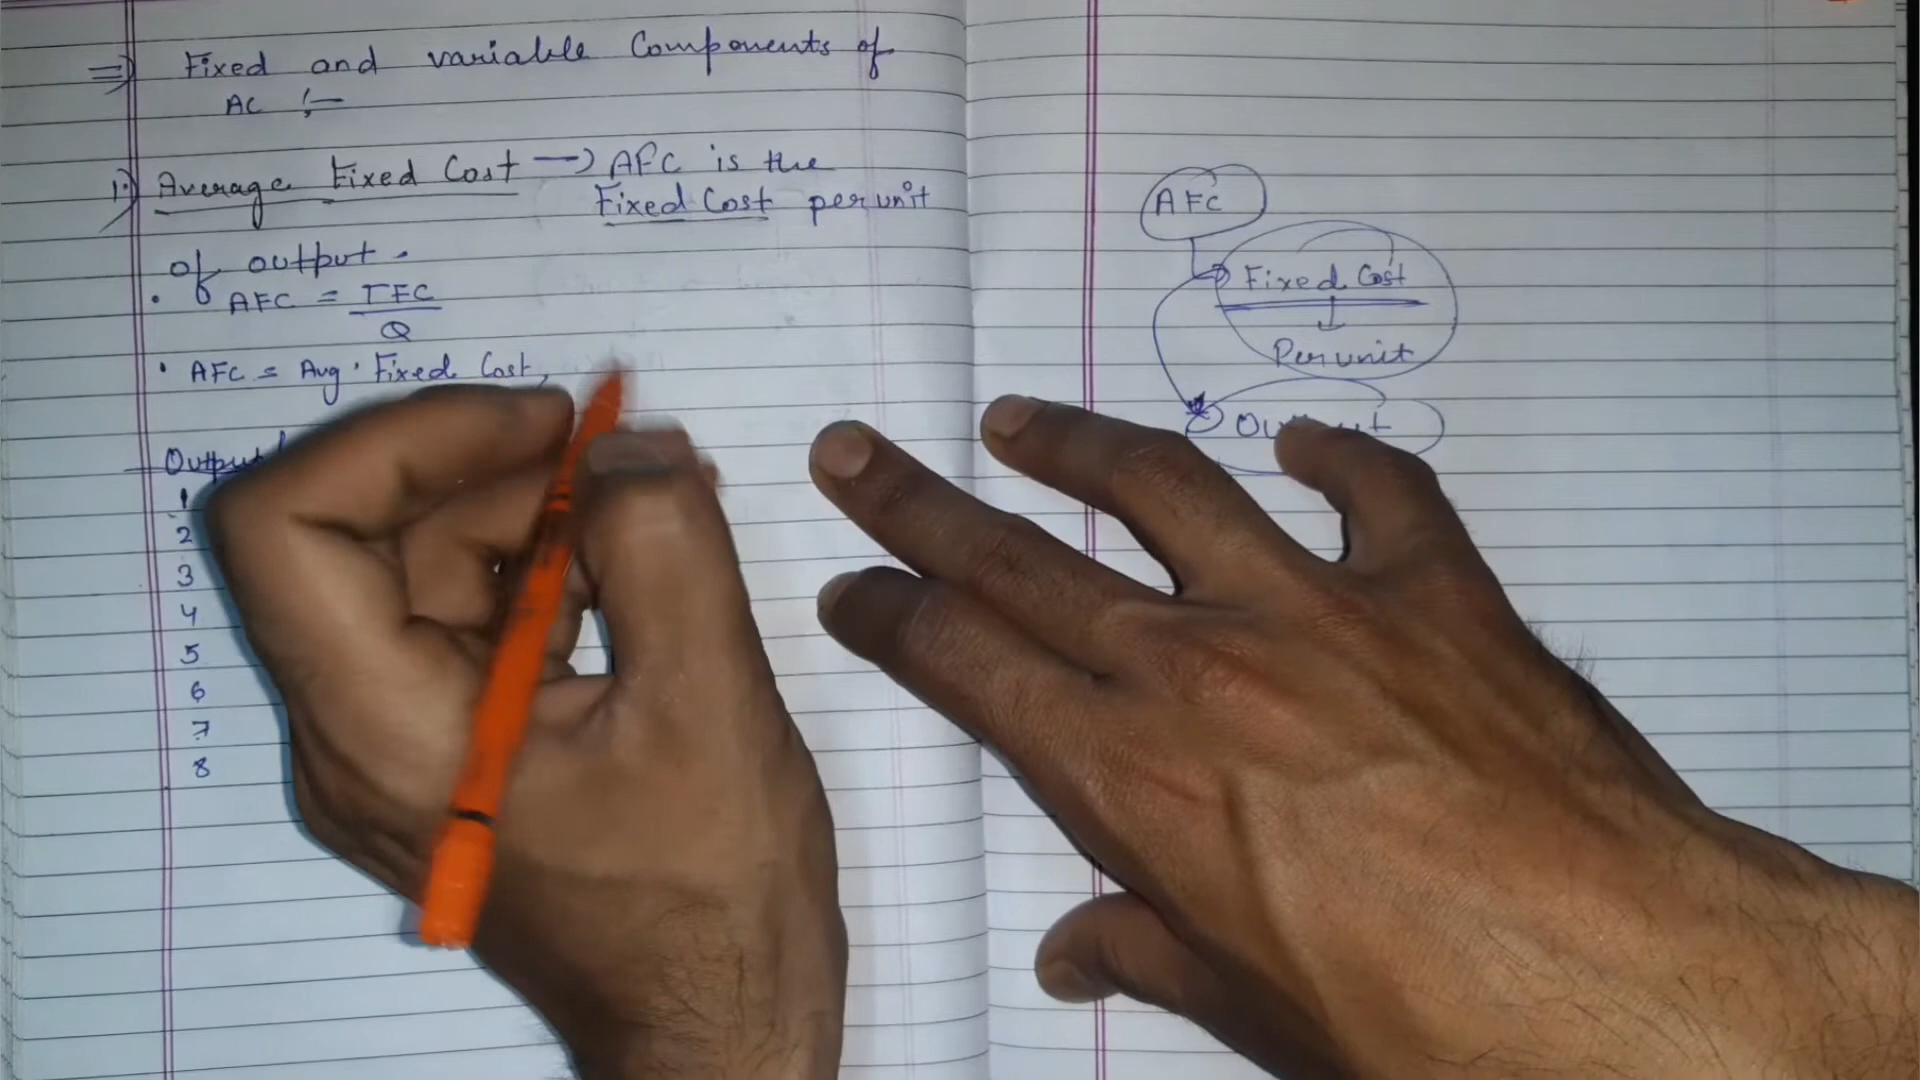 =) Fixed and variable Components of
AC :-
1.) Average Fixed Cost —> AFC is the
Fixed Cost per unit
of output.
. AFC = TFC
Q
• AFC = Avg. Fixed Cost,
Output
1
2
3
4
5
6
7
8
AFC
Fixed Cost
Per unit